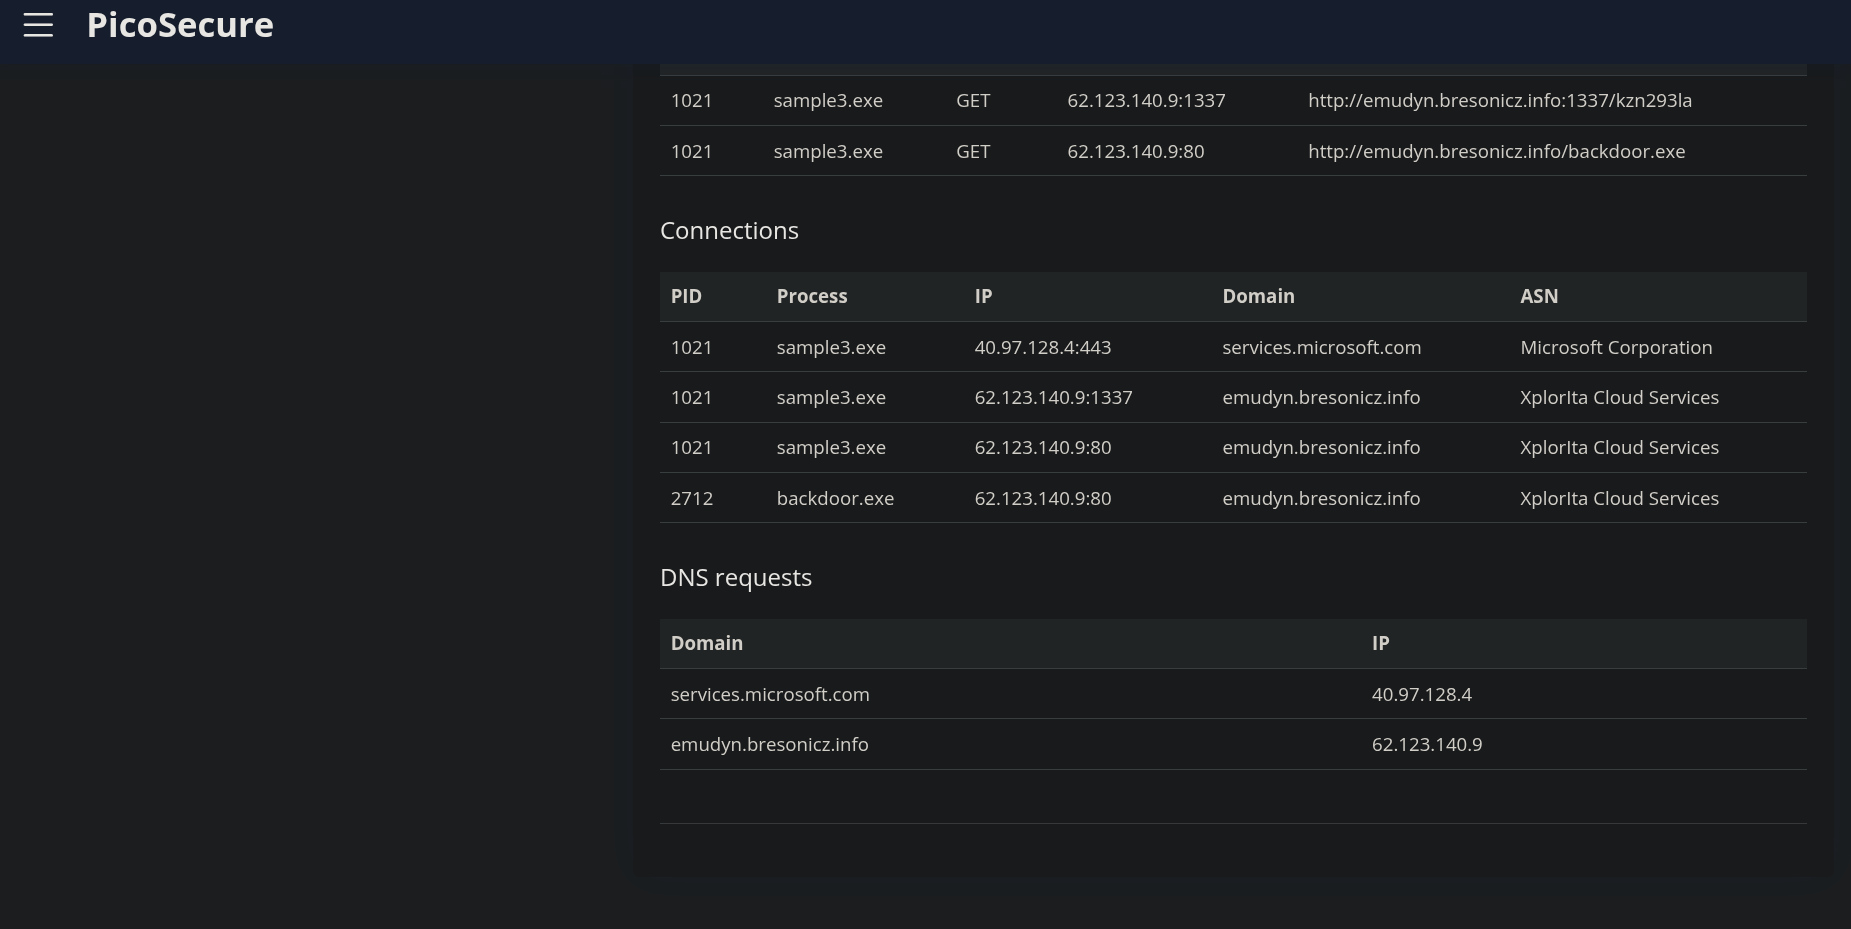 PicoSecure
1021 sample3.exe GET 62.123.140.9:1337 http://emudyn.bresonicz.info:1337/kzn293la
1021 sample3.exe GET 62.123.140.9:80 http://emudyn.bresonicz.info/backdoor.exe
Connections
PID Process IP Domain ASN
1021 sample3.exe 40.97.128.4:443 services.microsoft.com Microsoft Corporation
1021 sample3.exe 62.123.140.9:1337 emudyn.bresonicz.info XplorIta Cloud Services
1021 sample3.exe 62.123.140.9:80 emudyn.bresonicz.info XplorIta Cloud Services
2712 backdoor.exe 62.123.140.9:80 emudyn.bresonicz.info XplorIta Cloud Services
DNS requests
Domain IP
services.microsoft.com 40.97.128.4
emudyn.bresonicz.info 62.123.140.9